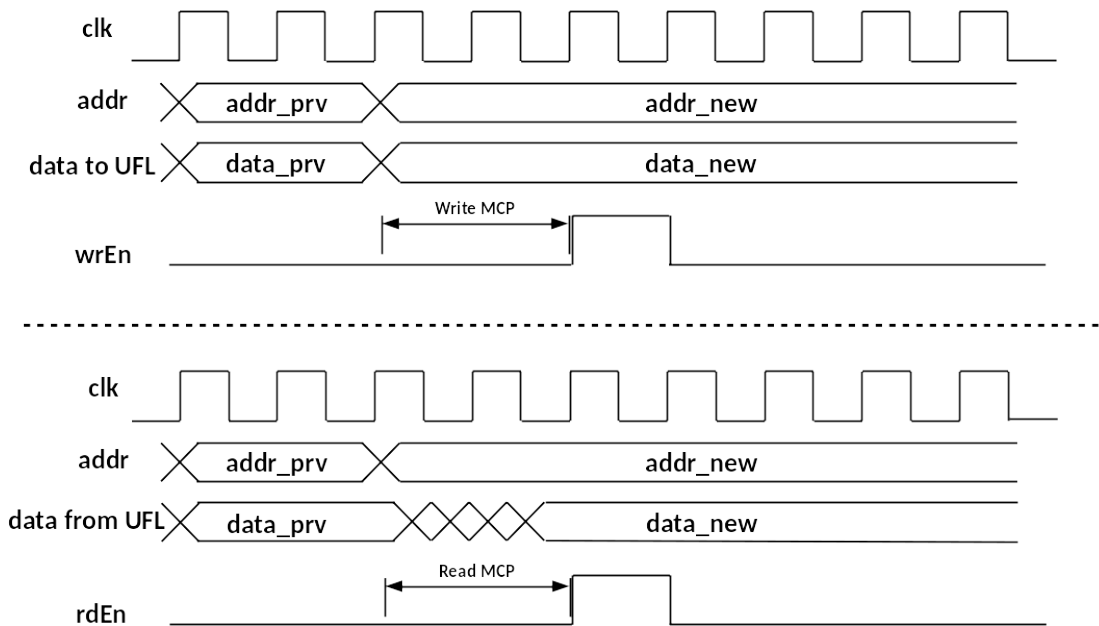 clk
addr addr_prv addr_new
data to UFL data_prv data_new
Write MCP
wrEn
clk
addr addr_prv addr_new
data from UFL data_prv data_new
Read MCP
rdEn